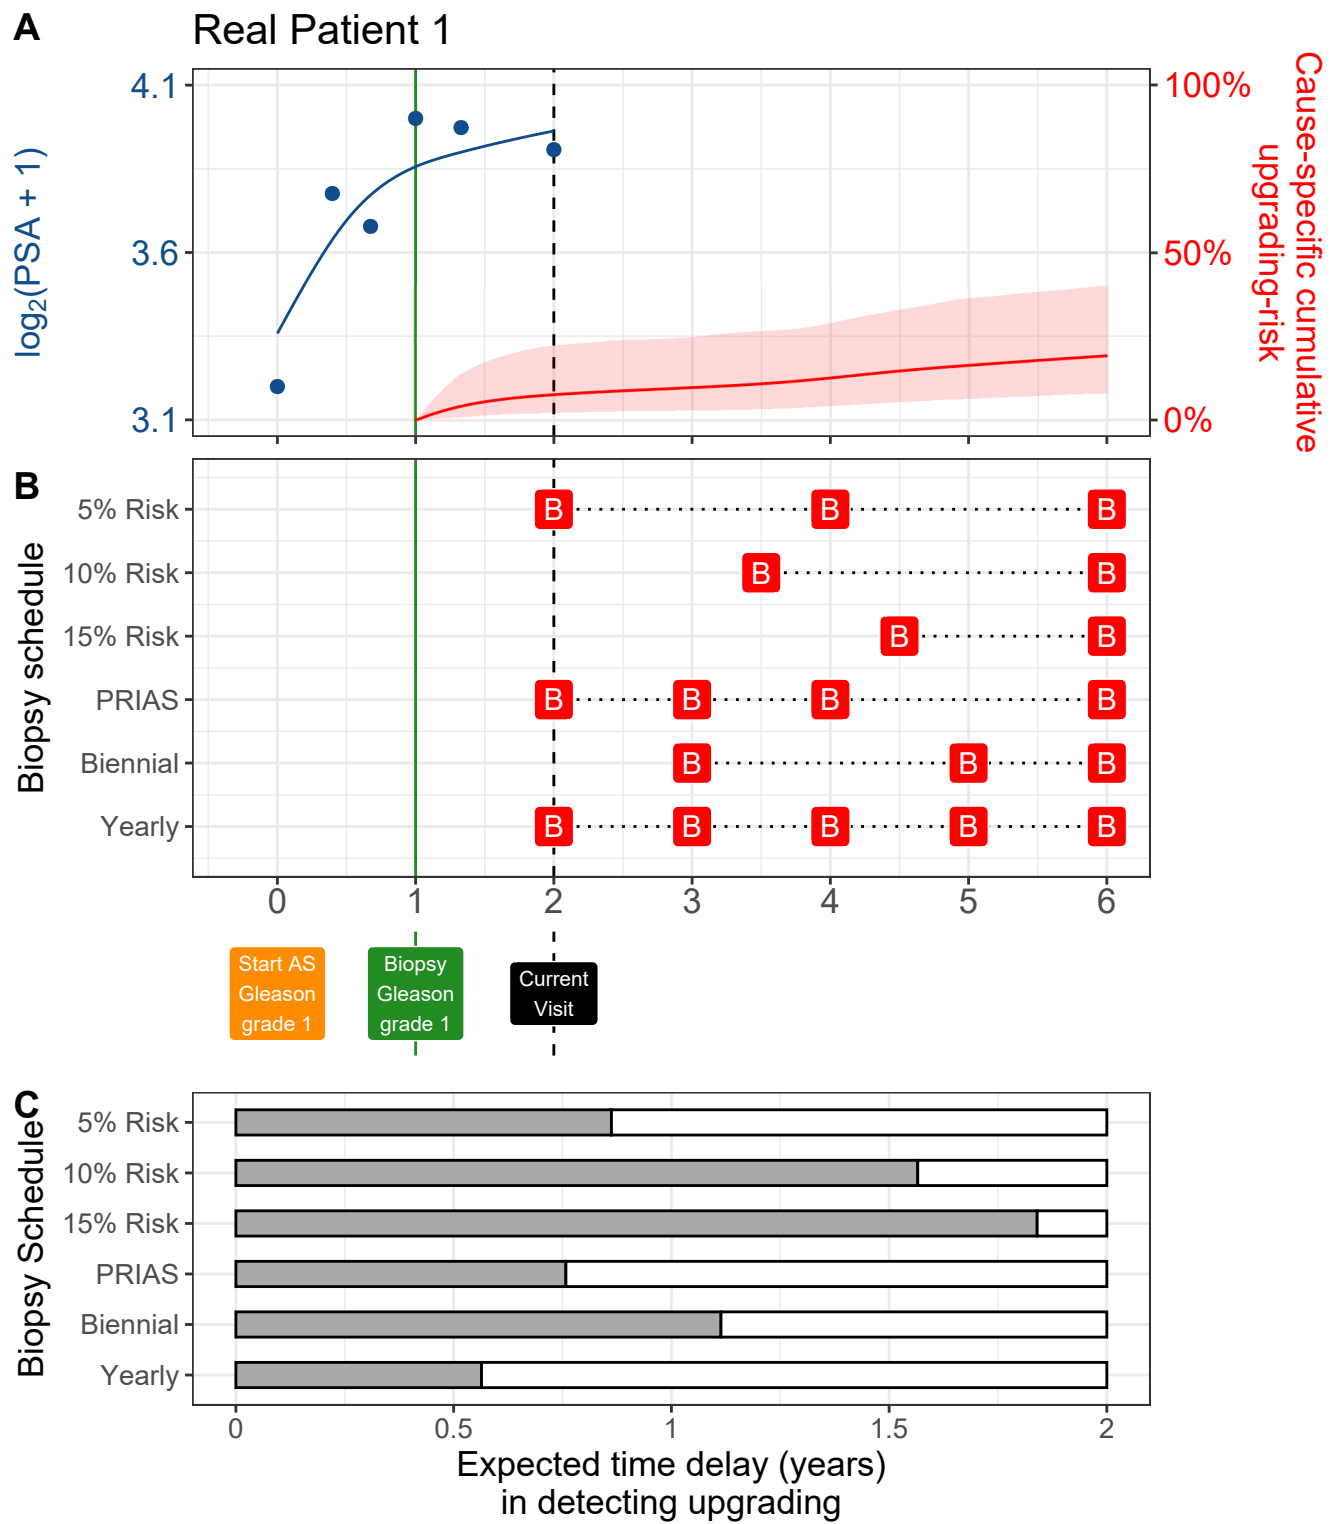 A
Real Patient 1
4.1
3.6
3.1
log₂(PSA + 1)
100%
50%
0%
Cause-specific cumulative
upgrading-risk
B
Biopsy schedule
5% Risk B B B
10% Risk B B
15% Risk B B
PRIAS B B B B
Biennial B B B
Yearly B B B B B
0 1 2 3 4 5 6
Start AS
Gleason
grade 1
Biopsy
Gleason
grade 1
Current
Visit
C
Biopsy Schedule
5% Risk
10% Risk
15% Risk
PRIAS
Biennial
Yearly
0 0.5 1 1.5 2
Expected time delay (years)
in detecting upgrading